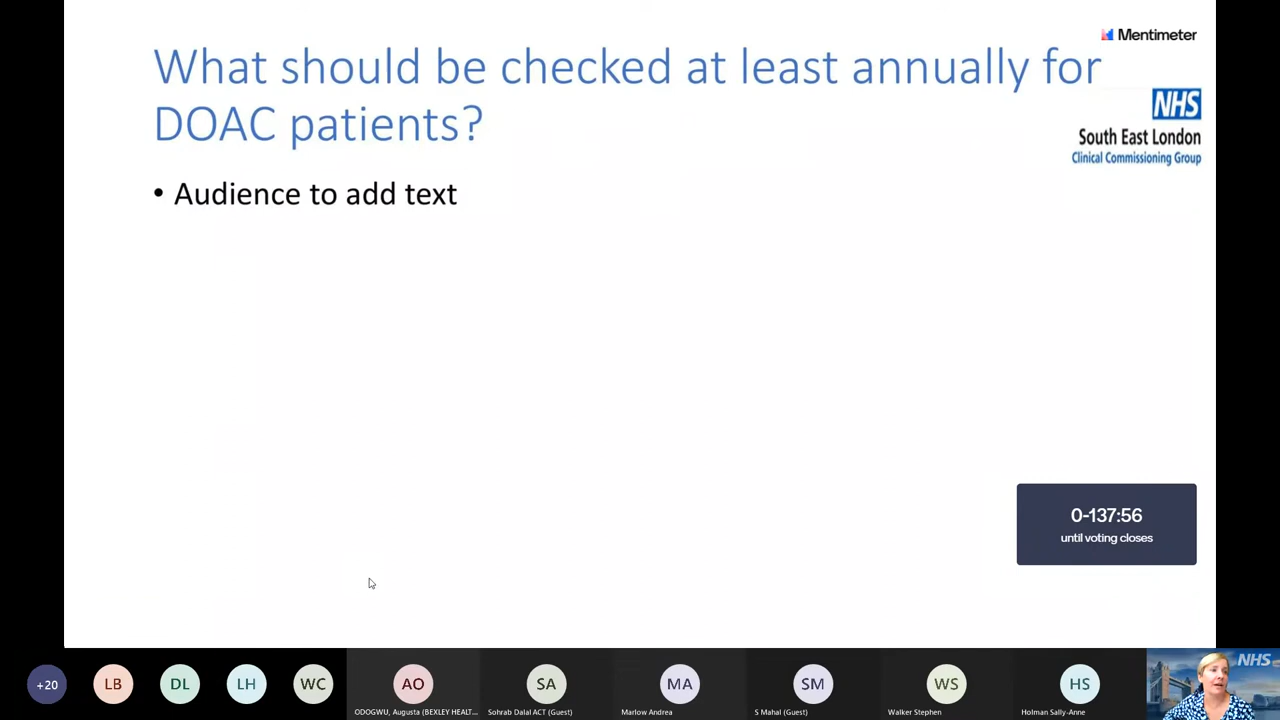 Mentimeter
What should be checked at least annually for
DOAC patients?
NHS
South East London
Clinical Commissioning Group
• Audience to add text
0-137:56
until voting closes
+20
LB
DL
LH
WC
AO
SA
MA
SM
WS
HS
NHS
ODOGWU, Augusta (BEXLEY HEALT...
Sohrab Dalal ACT (Guest)
Marlow Andrea
S Mahal (Guest)
Walker Stephen
Holman Sally-Anne